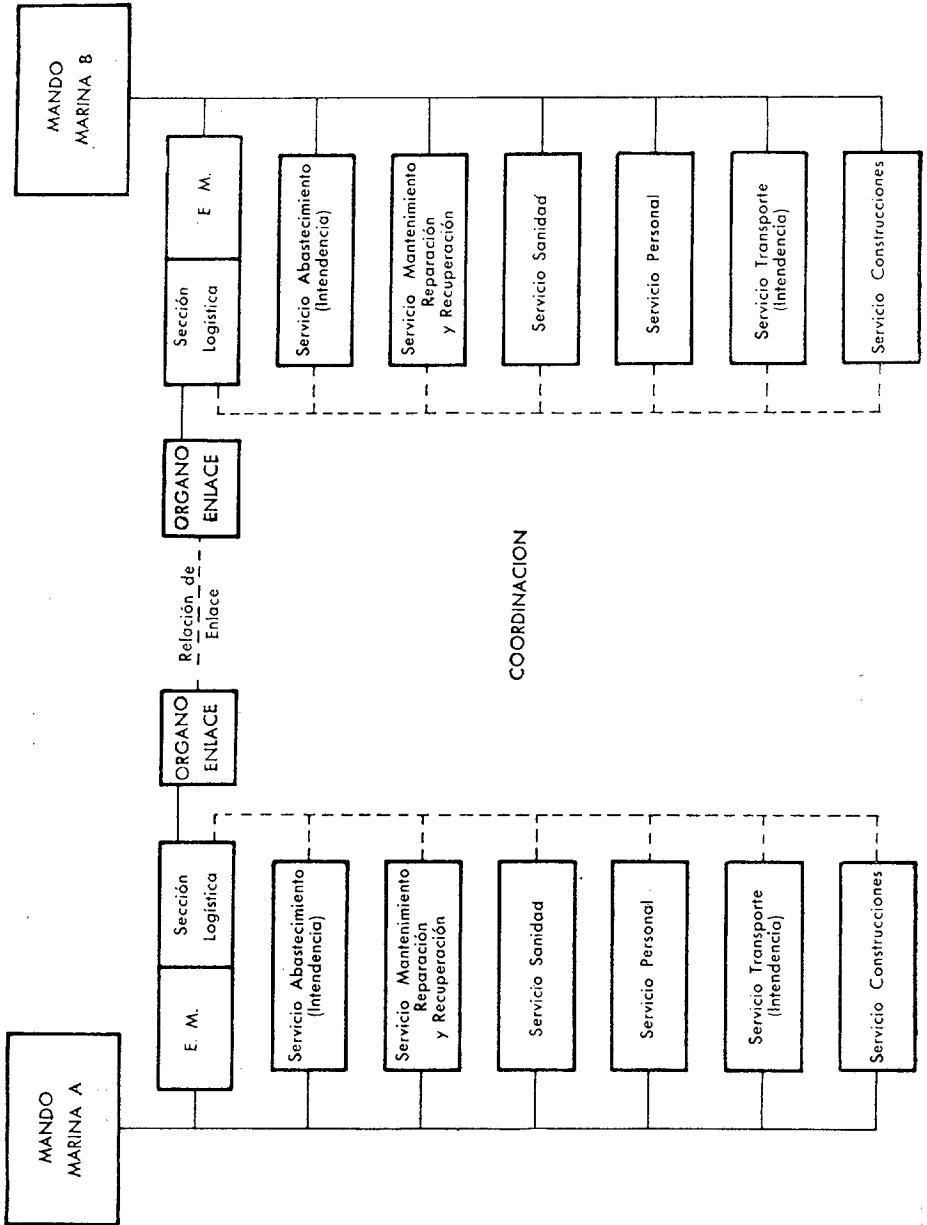 MANDO
MARINA A
E. M.
Sección
Logística
ORGANO
ENLACE
Relación de
Enlace
ORGANO
ENLACE
Sección
Logística
E M.
MANDO
MARINA B
Servicio Abastecimiento
(Intendencia)
Servicio Mantenimiento
Reparación
y Recuperación
Servicio Sanidad
Servicio Personal
Servicio Transporte
(Intendencia)
Servicio Construcciones
COORDINACION
Servicio Abastecimiento
(Intendencia)
Servicio Mantenimiento
Reparación
y Recuperación
Servicio Sanidad
Servicio Personal
Servicio Transporte
(Intendencia)
Servicio Construcciones